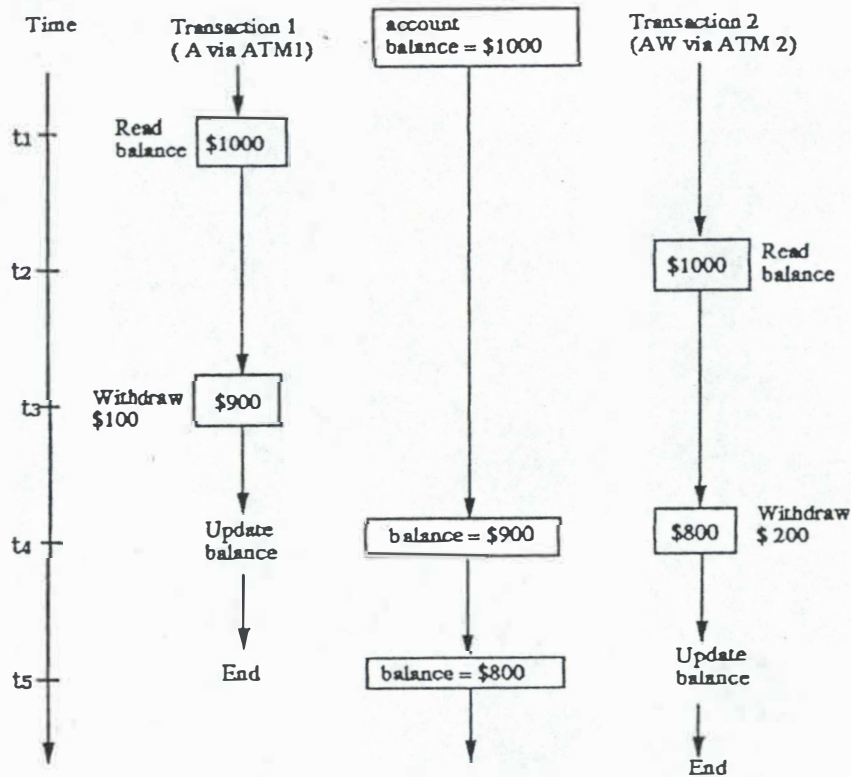 Time
Transaction 1
( A via ATM1)
account
balance = $1000
Transaction 2
(AW via ATM 2)
t1
Read
balance
$1000
t2
$1000
Read
balance
t3
Withdraw
$100
$900
t4
Update
balance
balance = $900
$800
Withdraw
$ 200
t5
End
balance = $800
Update
balance
End